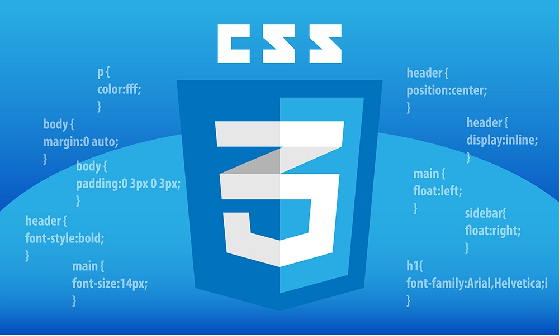 CSS
3
p {
color:fff;
}
body {
margin:0 auto;
}
body {
padding:0 3px 0 3px;
}
header {
font-style:bold;
}
main {
font-size:14px;
}
header {
position:center;
}
header {
display:inline;
}
main {
float:left;
}
sidebar{
float:right;
}
h1{
font-family:Arial,Helvetica;i
}